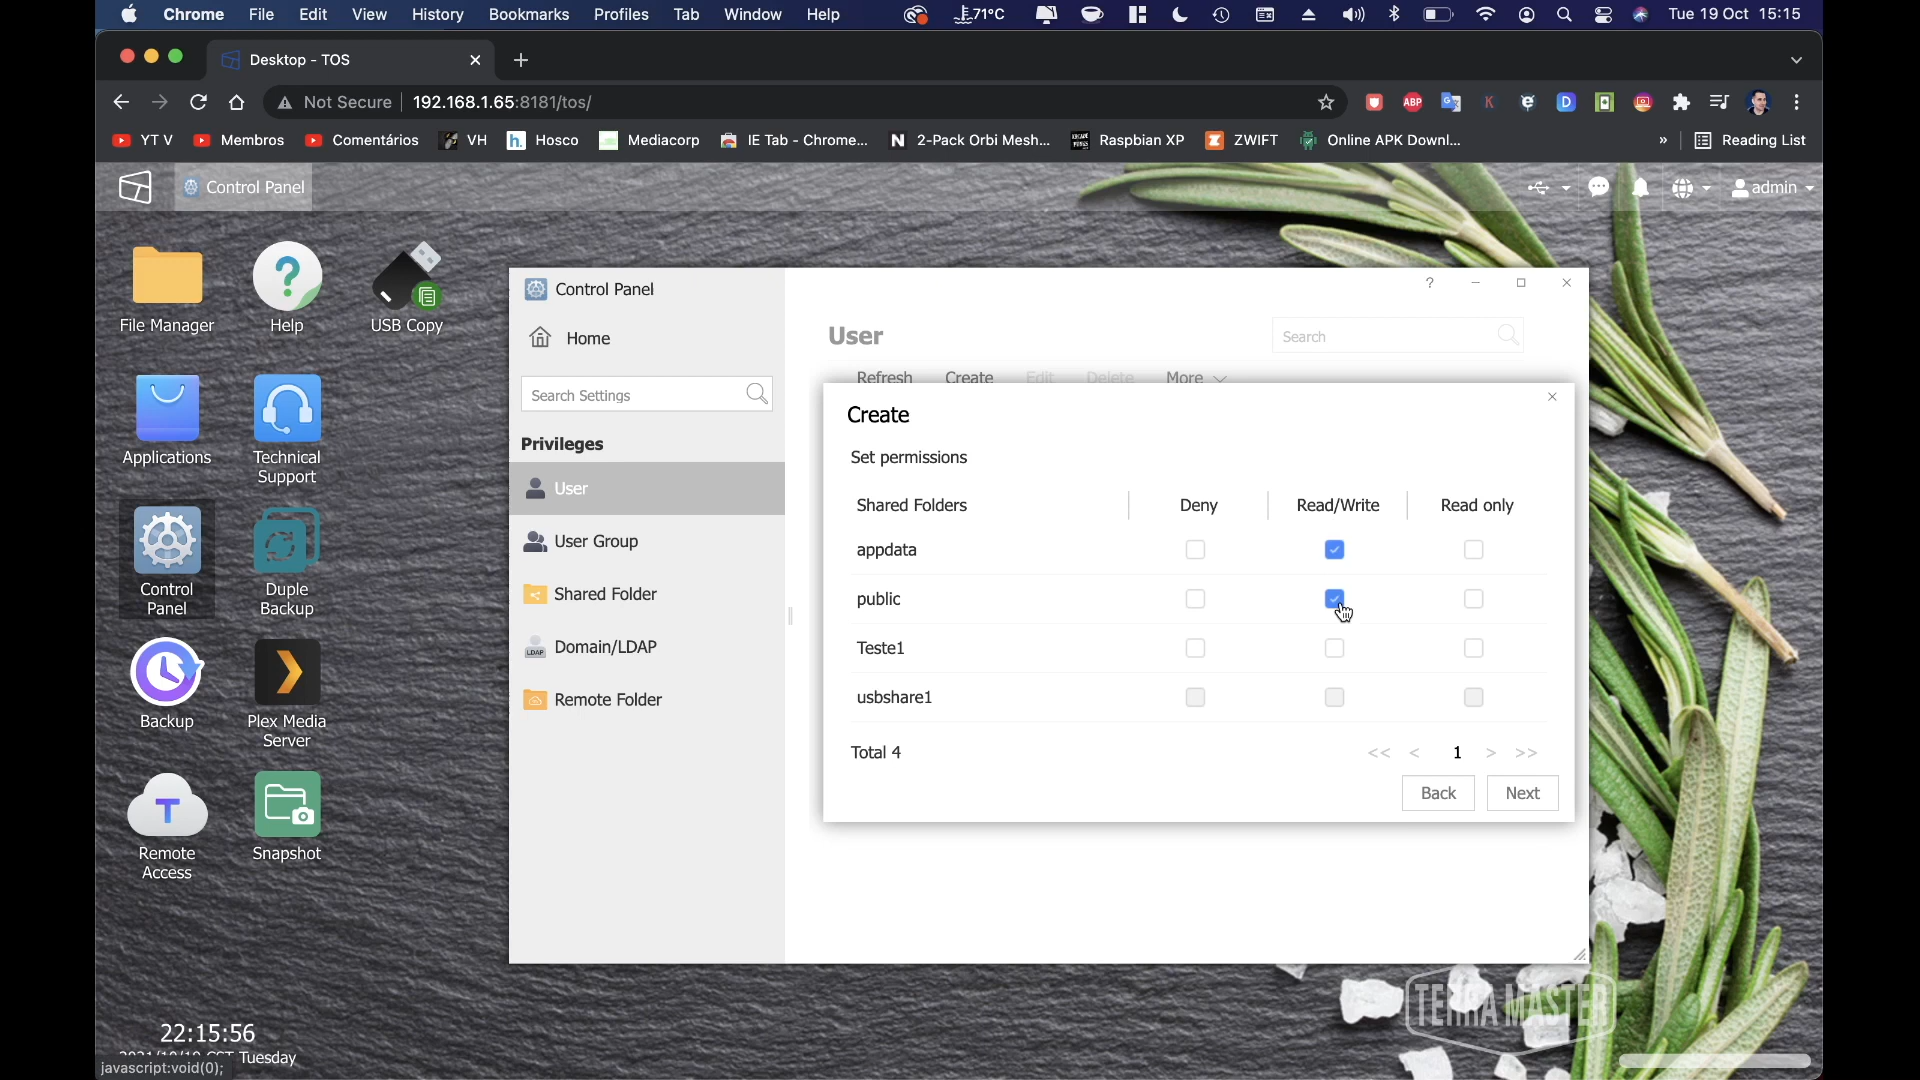 Chrome File Edit View History Bookmarks Profiles Tab Window Help 71°C Tue 19 Oct 15:15
Desktop - TOS
Not Secure 192.168.1.65:8181/tos/ ABP K D
YT V Membros Comentários VH h. Hosco Mediacorp IE Tab - Chrome... N 2-Pack Orbi Mesh... Raspbian XP ZWIFT Online APK Downl... » Reading List
Control Panel admin
File Manager
Help
USB Copy
Applications
Technical
Support
Control
Panel
Duple
Backup
Backup
Plex Media
Server
T
Remote
Access
Snapshot
Control Panel
Home
Search Settings
Privileges
User
User Group
Shared Folder
LDAP Domain/LDAP
Remote Folder
?
User
Search
Refresh Create Edit Delete More
Create
Set permissions
Shared Folders Deny Read/Write Read only
appdata
public
Teste1
usbshare1
Total 4 << < 1 > >>
Back Next
TERRA MASTER
22:15:56
Tuesday
javascript:void(0);